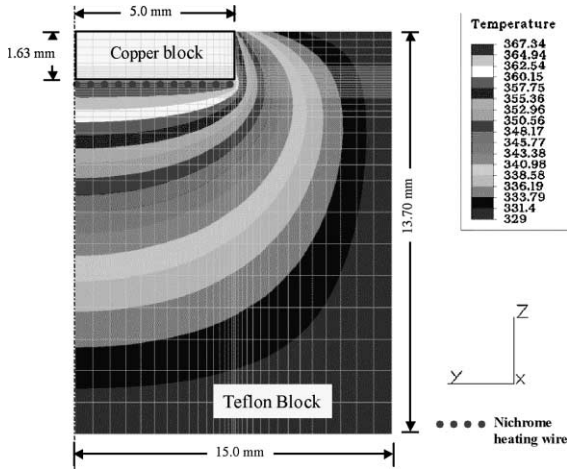 5.0 mm
1.63 mm
Copper block
13.70 mm
Teflon Block
15.0 mm
Temperature
367.34
364.94
362.54
360.15
357.75
355.36
352.96
350.56
348.17
345.77
343.38
340.98
338.58
336.19
333.79
331.4
329
Z
Y
X
Nichrome
heating wire